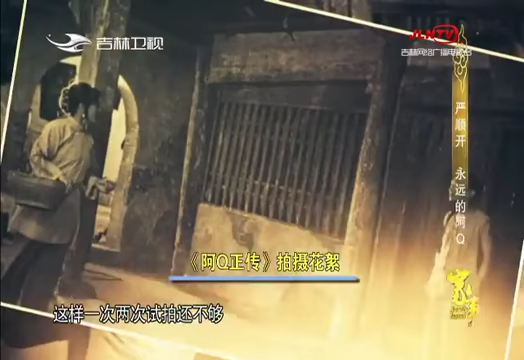 吉林卫视
JLNTV
吉林网络广播电视台
严顺开 永远的阿Q
《阿Q正传》拍摄花絮
这样一次两次试拍还不够